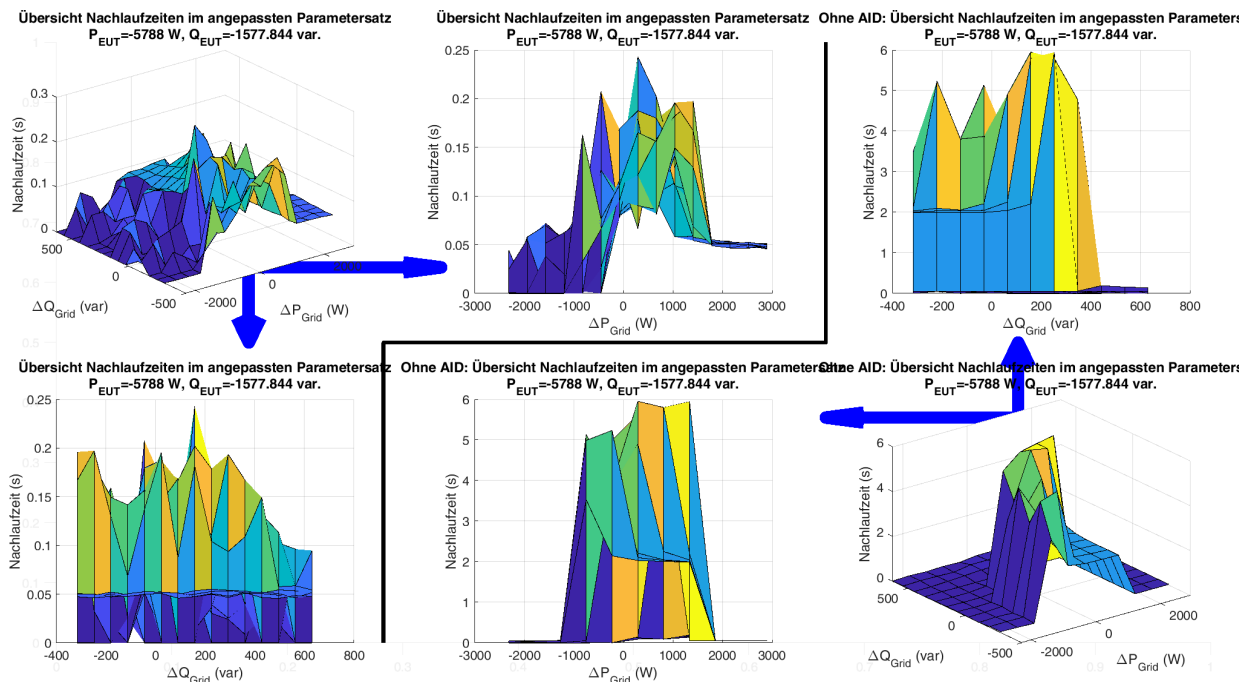 Übersicht Nachlaufzeiten im angepassten Parametersatz
P_EUT=-5788 W, Q_EUT=-1577.844 var.
0.3
0.2
0.1
0
Nachlaufzeit (s)
500
0
-500
ΔQ_Grid (var)
-2000
0
2000
ΔP_Grid (W)
Übersicht Nachlaufzeiten im angepassten Parametersatz
P_EUT=-5788 W, Q_EUT=-1577.844 var.
0.25
0.2
0.15
0.1
0.05
0
Nachlaufzeit (s)
-3000 -2000 -1000 0 1000 2000 3000
ΔP_Grid (W)
Ohne AID: Übersicht Nachlaufzeiten im angepassten Parameters
P_EUT=-5788 W, Q_EUT=-1577.844 var.
6
5
4
3
2
1
0
Nachlaufzeit (s)
-400 -200 0 200 400 600 800
ΔQ_Grid (var)
Übersicht Nachlaufzeiten im angepassten Parametersatz
P_EUT=-5788 W, Q_EUT=-1577.844 var.
0.25
0.2
0.15
0.1
0.05
0
Nachlaufzeit (s)
-400 -200 0 200 400 600 800
ΔQ_Grid (var)
Ohne AID: Übersicht Nachlaufzeiten im angepassten Parametersatz
P_EUT=-5788 W, Q_EUT=-1577.844 var.
6
5
4
3
2
1
0
Nachlaufzeit (s)
-3000 -2000 -1000 0 1000 2000 3000
ΔP_Grid (W)
Ohne AID: Übersicht Nachlaufzeiten im angepassten Parameters
P_EUT=-5788 W, Q_EUT=-1577.844 var.
6
4
2
0
Nachlaufzeit (s)
500
0
-500
ΔQ_Grid (var)
-2000
0
2000
ΔP_Grid (W)